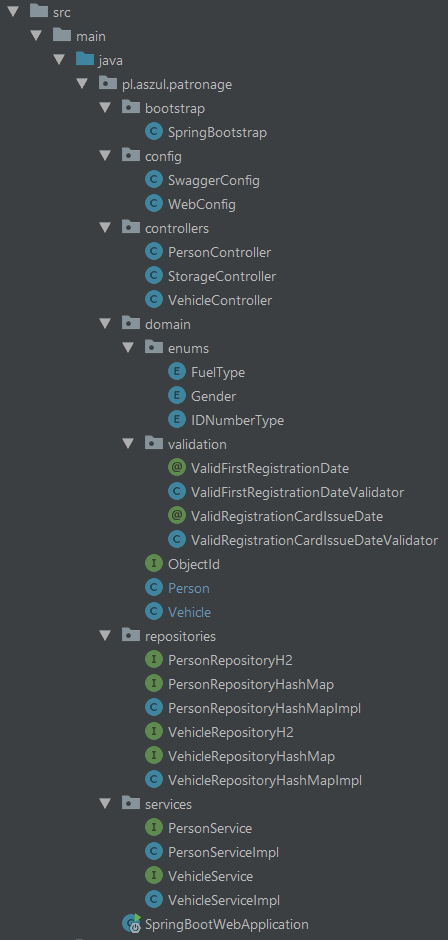 src
main
java
pl.aszul.patronage
bootstrap
C SpringBootstrap
config
C SwaggerConfig
C WebConfig
controllers
C PersonController
C StorageController
C VehicleController
domain
enums
E FuelType
E Gender
E IDNumberType
validation
@ ValidFirstRegistrationDate
C ValidFirstRegistrationDateValidator
@ ValidRegistrationCardIssueDate
C ValidRegistrationCardIssueDateValidator
I ObjectId
C Person
C Vehicle
repositories
I PersonRepositoryH2
I PersonRepositoryHashMap
C PersonRepositoryHashMapImpl
I VehicleRepositoryH2
I VehicleRepositoryHashMap
C VehicleRepositoryHashMapImpl
services
I PersonService
C PersonServiceImpl
I VehicleService
C VehicleServiceImpl
C SpringBootWebApplication